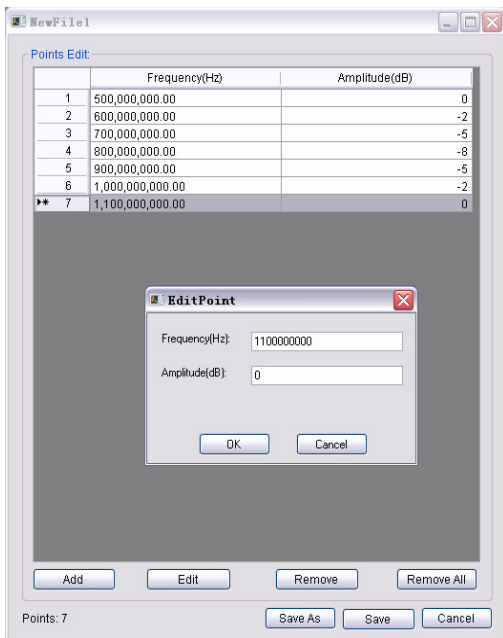 NewFile1
Points Edit:
Frequency(Hz) Amplitude(dB)
1 500,000,000.00 0
2 600,000,000.00 -2
3 700,000,000.00 -5
4 800,000,000.00 -8
5 900,000,000.00 -5
6 1,000,000,000.00 -2
7 1,100,000,000.00 0
EditPoint
Frequency(Hz): 1100000000
Amplitude(dB): 0
OK Cancel
Add Edit Remove Remove All
Points: 7 Save As Save Cancel